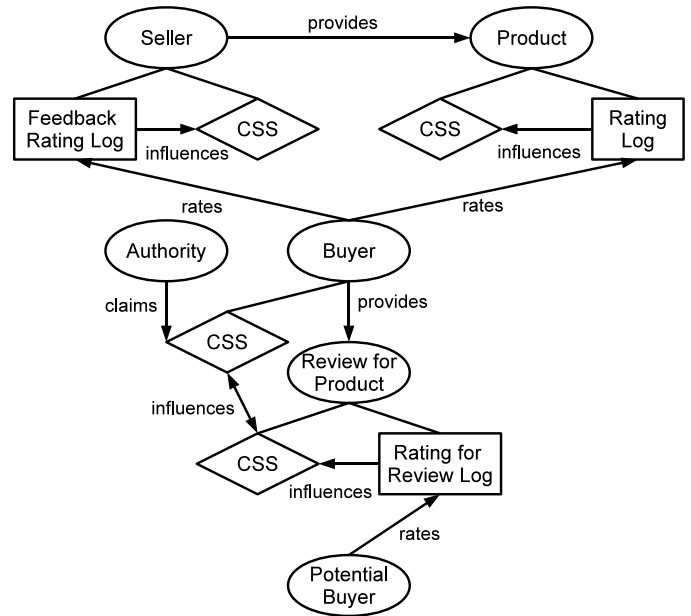 provides
Seller
Product
Feedback
Rating Log
CSS
influences
CSS
Rating
Log
influences
rates
rates
Authority
Buyer
claims
provides
CSS
Review for
Product
influences
CSS
Rating for
Review Log
influences
rates
Potential
Buyer